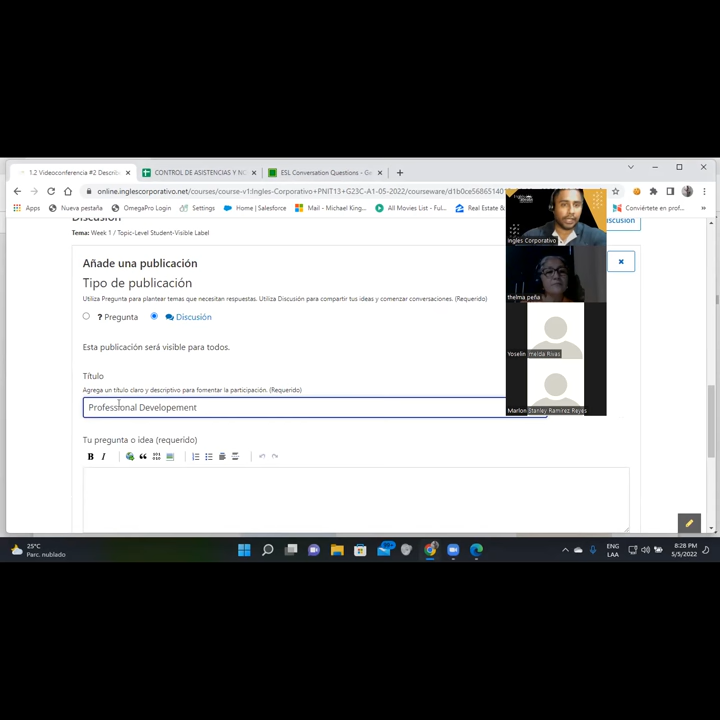 1.2 Videoconferencia #2 Describ
CONTROL DE ASISTENCIAS Y NO
ESL Conversation Questions - Ge
online.inglescorporativo.net/courses/course-v1:Ingles-Corporativo+PNIT13+G23C-A1-05-2022/courseware/d1b0ce56865140
Apps
Nueva pestaña
OmegaPro Login
Settings
Home | Salesforce
Mail - Michael King...
All Movies List - Ful...
Real Estate &
Conviértete en prof...
»
Discusión
cusión
Tema: Week 1 / Topic-Level Student-Visible Label
Añade una publicación
Tipo de publicación
Utiliza Pregunta para plantear temas que necesitan respuestas. Utiliza Discusión para compartir tus ideas y comenzar conversaciones. (Requerido)
? Pregunta
Discusión
Esta publicación será visible para todos.
Título
Agrega un título claro y descriptivo para fomentar la participación. (Requerido)
Professional Developement
Tu pregunta o idea (requerido)
B I
Ingles Corporativo
thelma peña
Yoselin Imelda Rivas
Marlon Stanley Ramirez Reyes
25°C
Parc. nublado
ENG
LAA
8:28 PM
5/5/2022